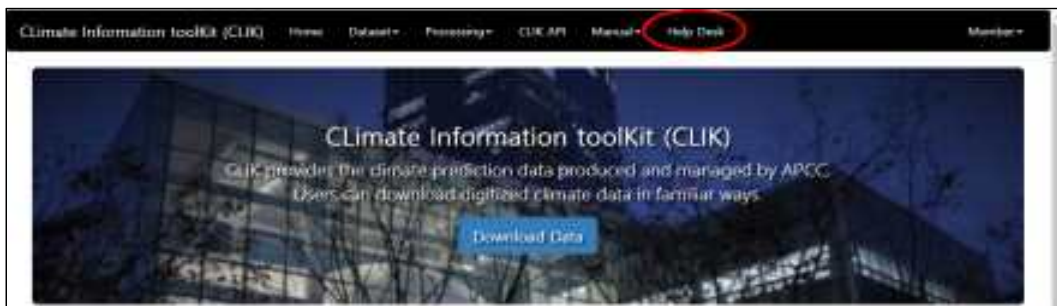 CLimate Information toolKit (CLIK) Home Dataset Processing CLIK API Manual Help Desk Member
CLimate Information toolKit (CLIK)
CLIK provides the climate prediction data produced and managed by APCC.
Users can download digitized climate data in familiar ways.
Download Data